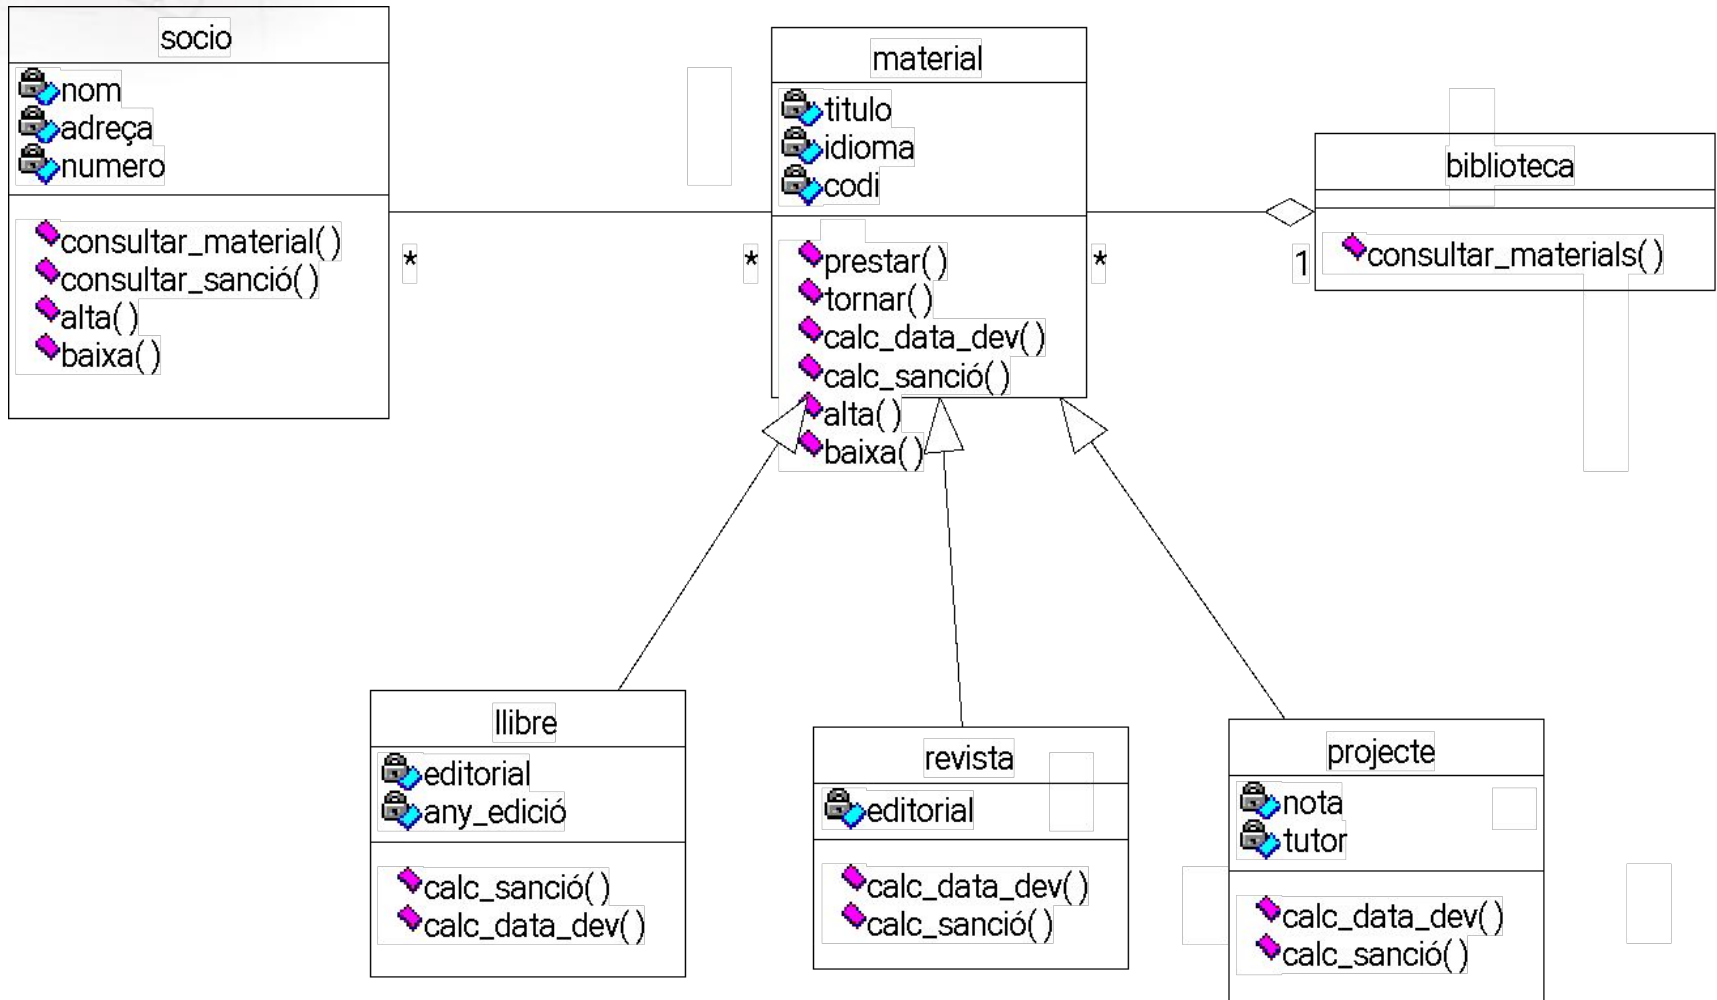 socio
nom
adreça
numero
consultar_material()
consultar_sanció()
alta()
baixa()
*
*
material
titulo
idioma
codi
prestar()
tornar()
calc_data_dev()
calc_sanció()
alta()
baixa()
*
1
biblioteca
consultar_materials()
llibre
editorial
any_edició
calc_sanció()
calc_data_dev()
revista
editorial
calc_data_dev()
calc_sanció()
projecte
nota
tutor
calc_data_dev()
calc_sanció()